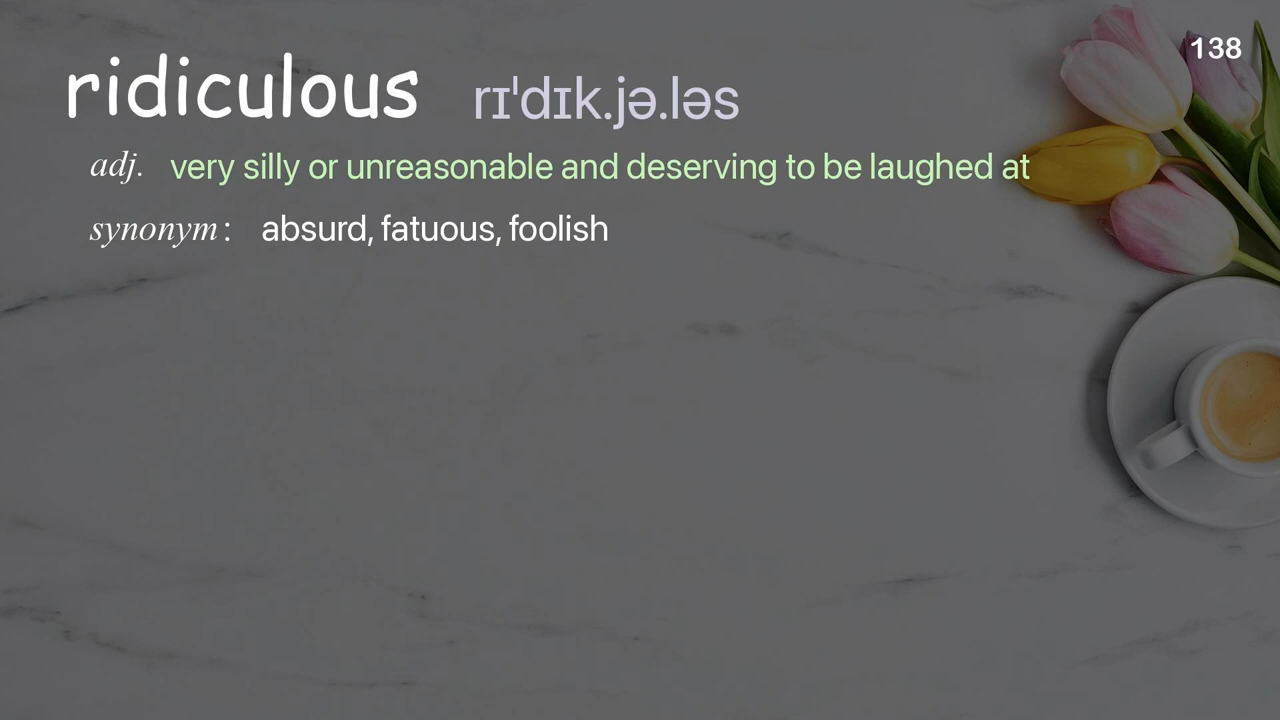 138
ridiculous rɪˈdɪk.jə.ləs
adj. very silly or unreasonable and deserving to be laughed at
synonym: absurd, fatuous, foolish